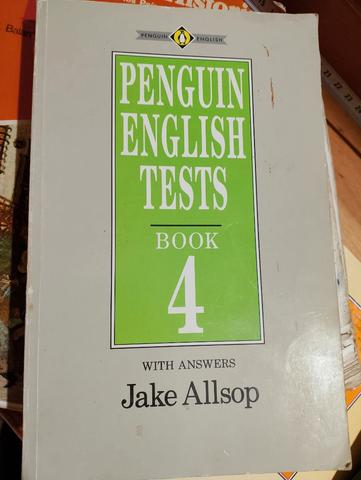 PENGUIN ENGLISH
PENGUIN
ENGLISH
TESTS
BOOK
4
WITH ANSWERS
Jake Allsop